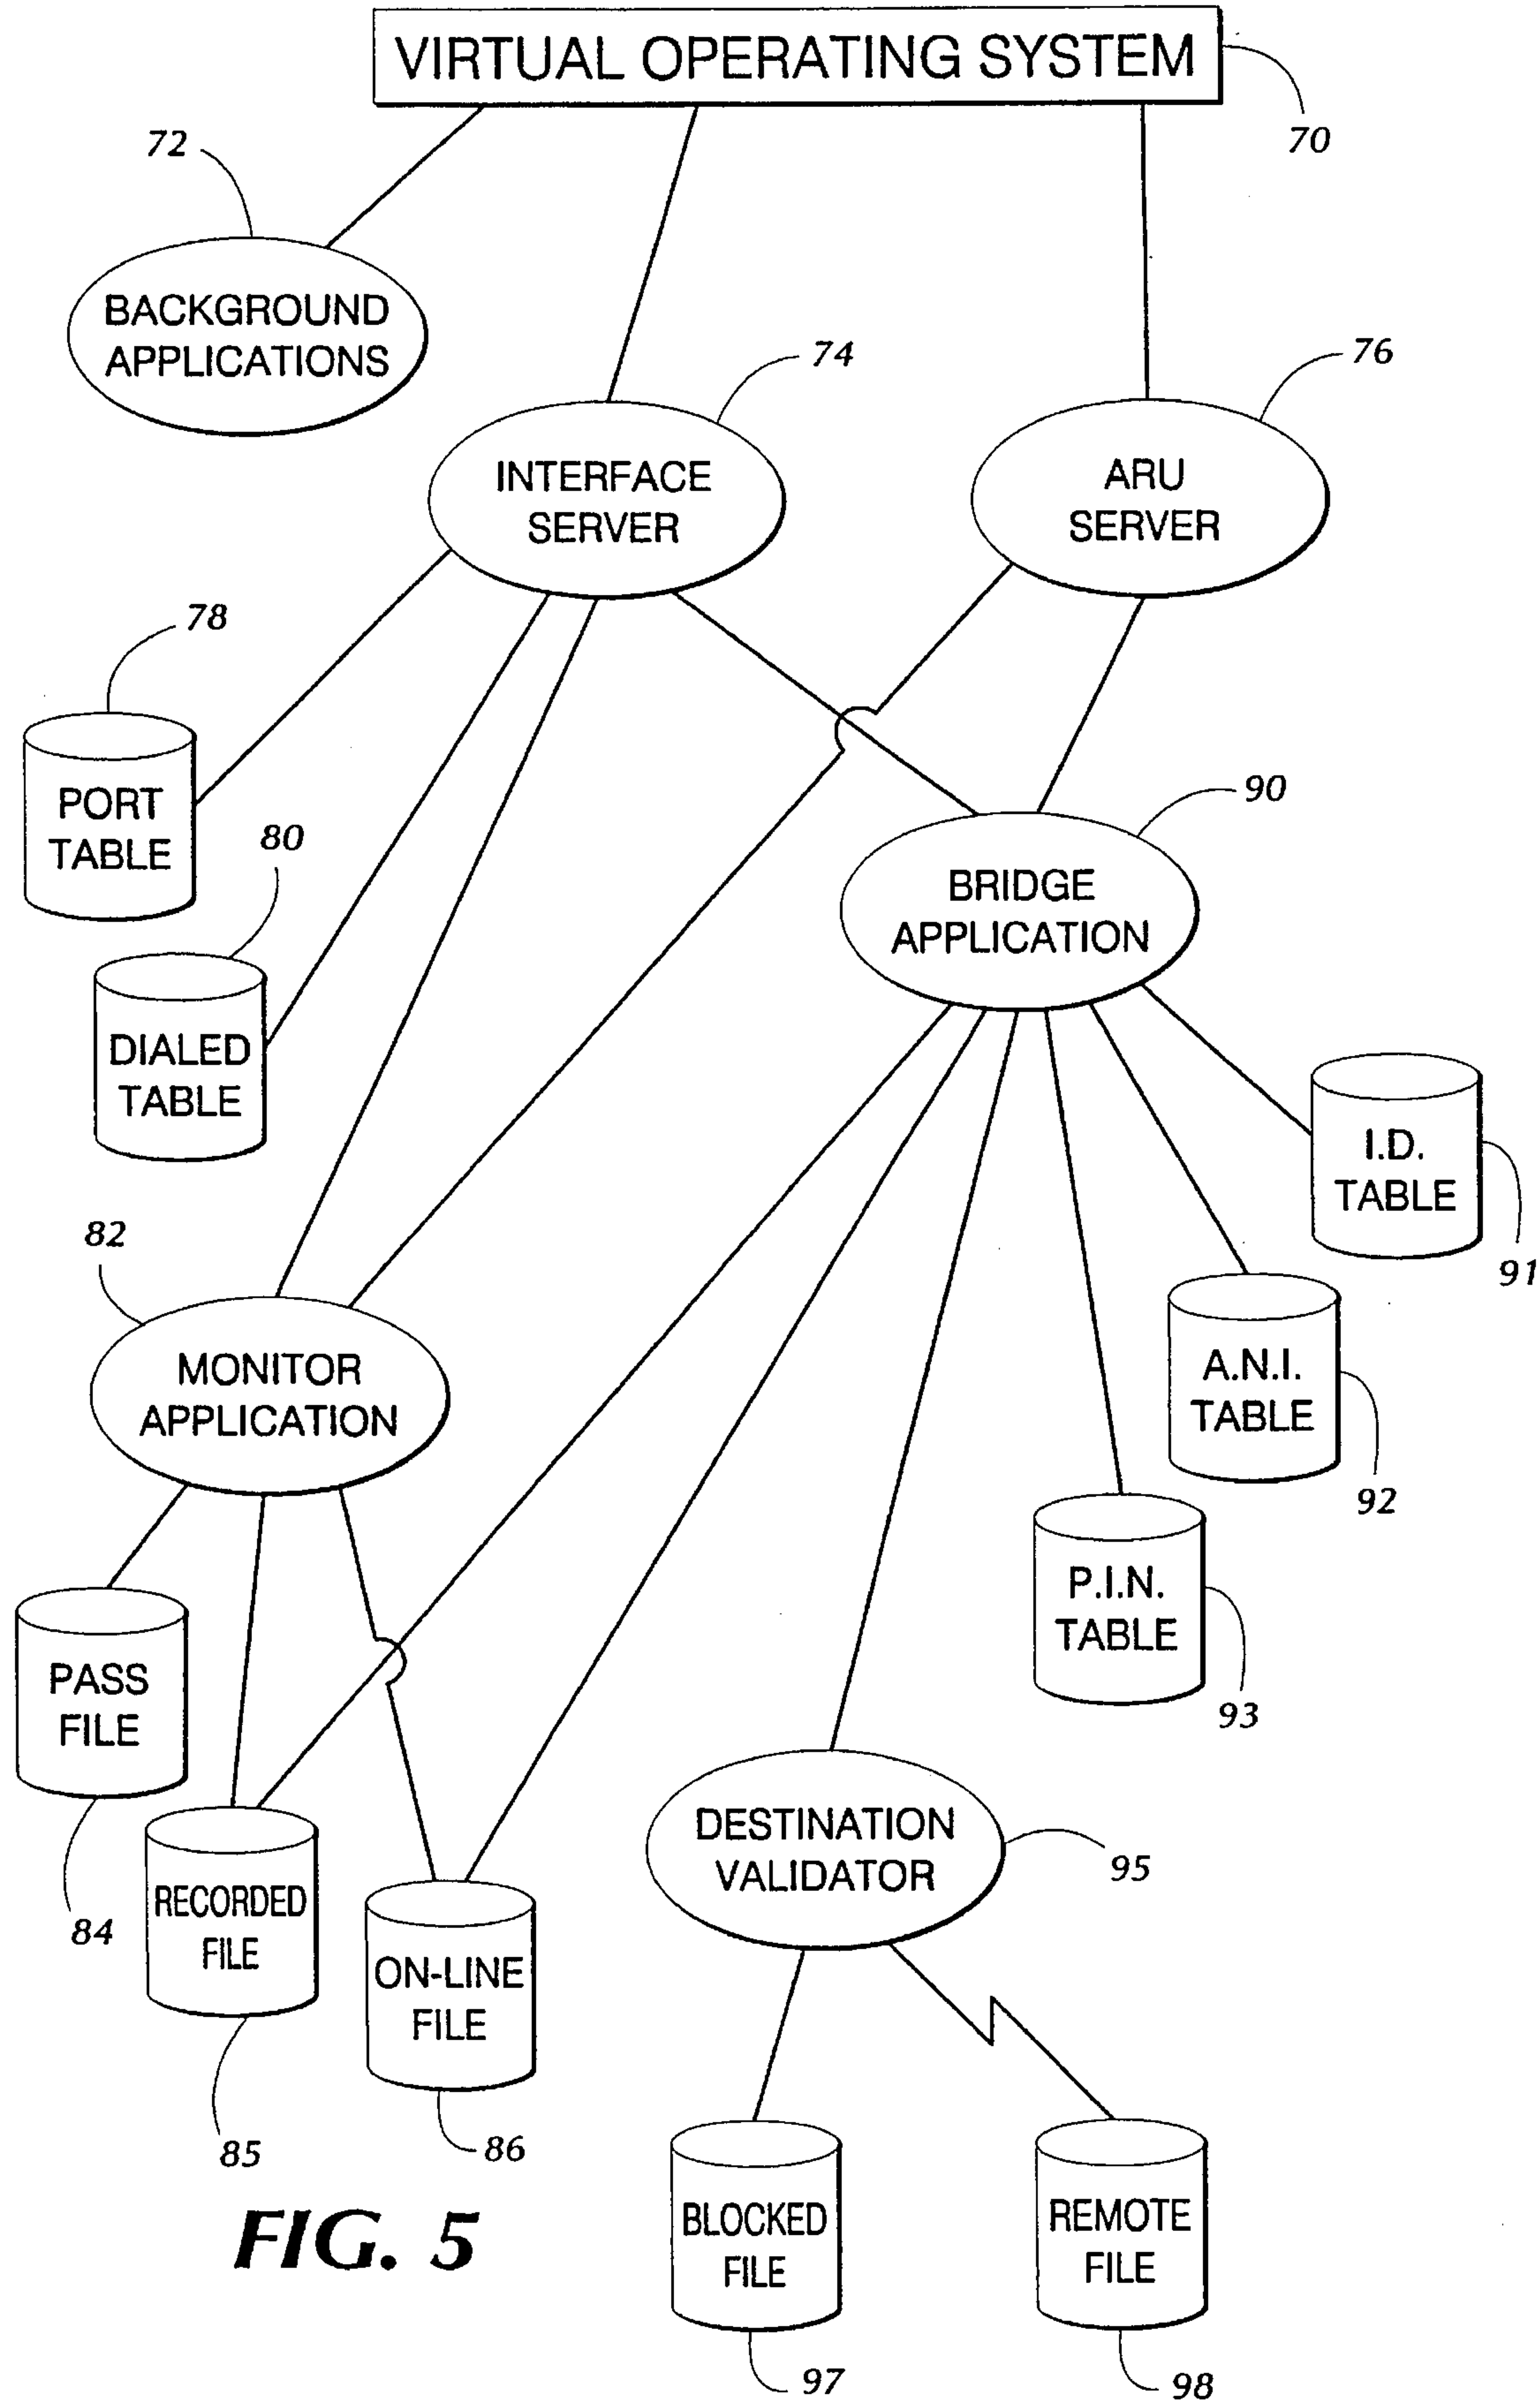 VIRTUAL OPERATING SYSTEM
70
72
BACKGROUND
APPLICATIONS
74
76
INTERFACE
SERVER
ARU
SERVER
78
PORT
TABLE
80
90
BRIDGE
APPLICATION
DIALED
TABLE
I.D.
TABLE
91
82
MONITOR
APPLICATION
A.N.I.
TABLE
92
P.I.N.
TABLE
93
PASS
FILE
84
DESTINATION
VALIDATOR
95
RECORDED
FILE
85
ON-LINE
FILE
86
BLOCKED
FILE
97
REMOTE
FILE
98
FIG. 5